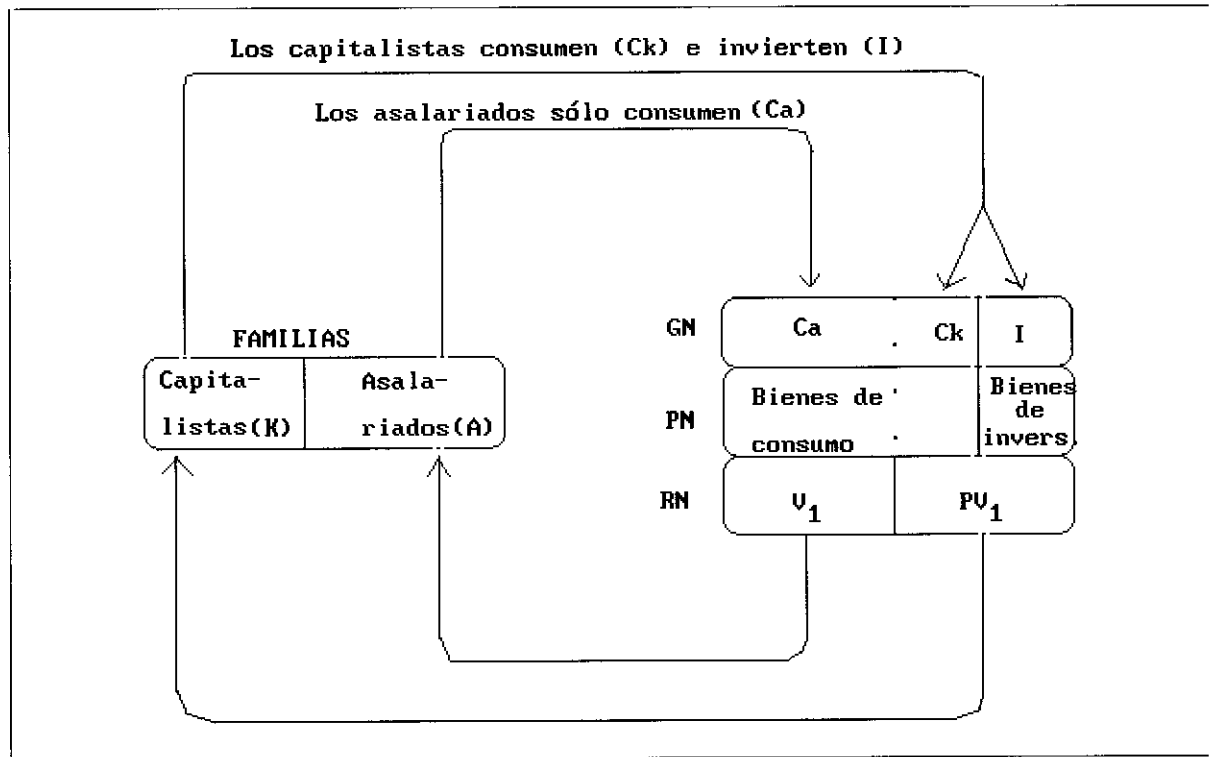 Los capitalistas consumen (Ck) e invierten (I)
Los asalariados sólo consumen (Ca)
GN
Ca
Ck
I
FAMILIAS
Capita-
listas(K)
Asala-
riados(A)
PN
Bienes de
consumo
Bienes
de
invers.
RN
V1
PV1